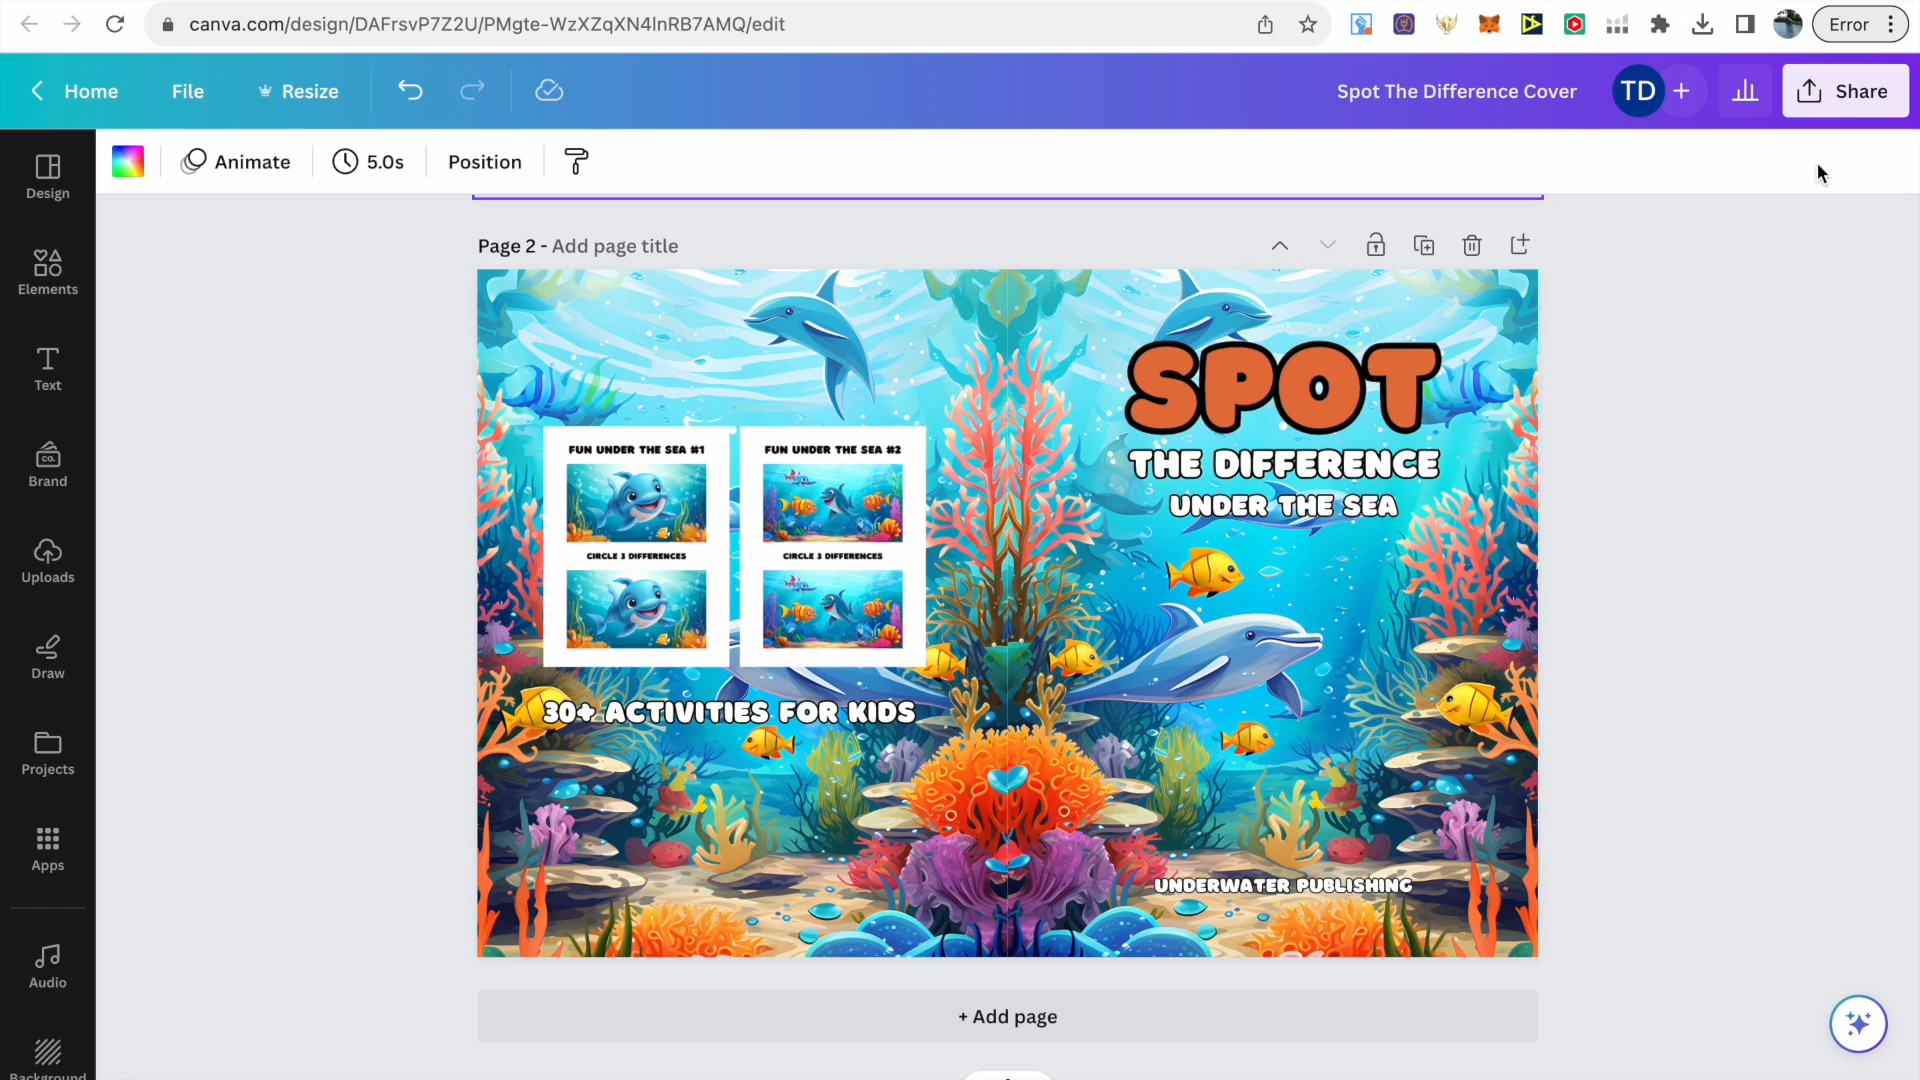 canva.com/design/DAFrsvP7Z2U/PMgte-WzXZqXN4lnRB7AMQ/edit
Error
Home
File
Resize
Spot The Difference Cover
TD
Share
Animate
5.0s
Position
Design
Elements
Text
CO.
Brand
Uploads
Draw
Projects
Apps
Audio
Background
Page 2 - Add page title
FUN UNDER THE SEA #1
CIRCLE 3 DIFFERENCES
FUN UNDER THE SEA #2
CIRCLE 3 DIFFERENCES
30+ ACTIVITIES FOR KIDS
SPOT
THE DIFFERENCE
UNDER THE SEA
UNDERWATER PUBLISHING
+ Add page